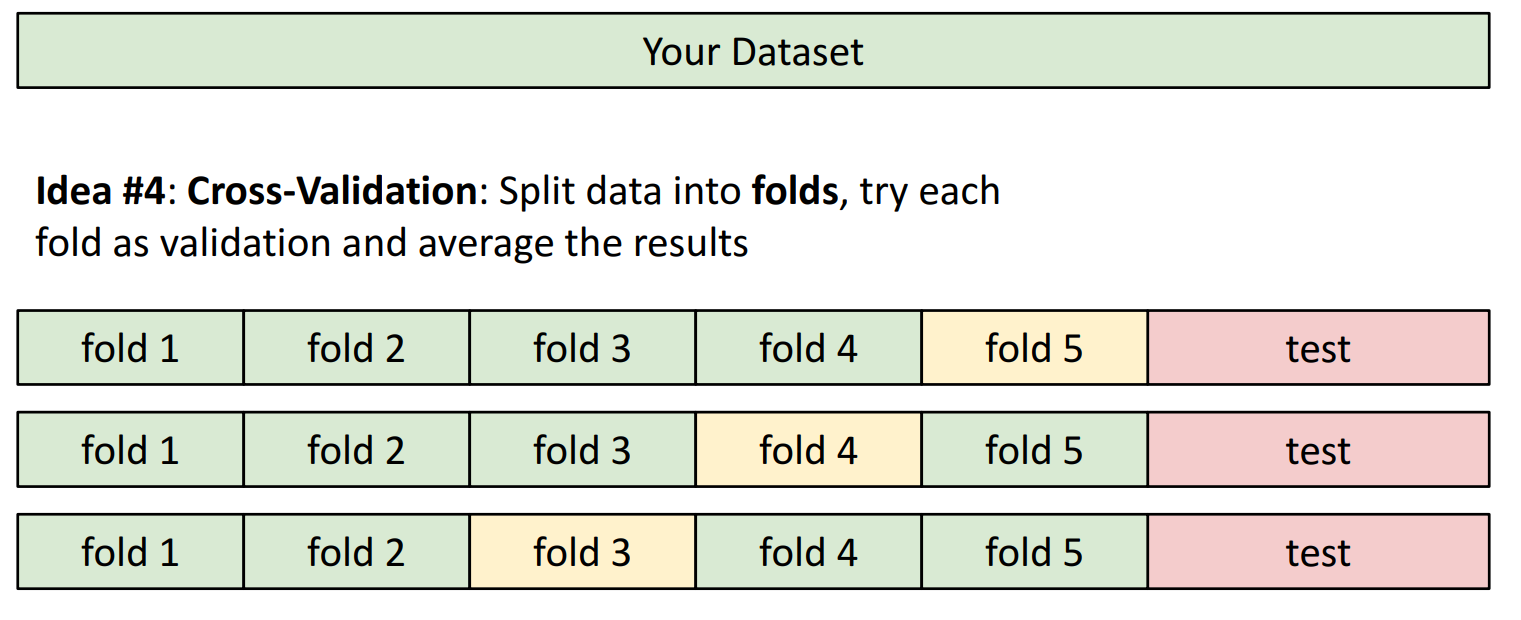 Your Dataset
Idea #4: Cross-Validation: Split data into folds, try each
fold as validation and average the results
fold 1 fold 2 fold 3 fold 4 fold 5 test
fold 1 fold 2 fold 3 fold 4 fold 5 test
fold 1 fold 2 fold 3 fold 4 fold 5 test